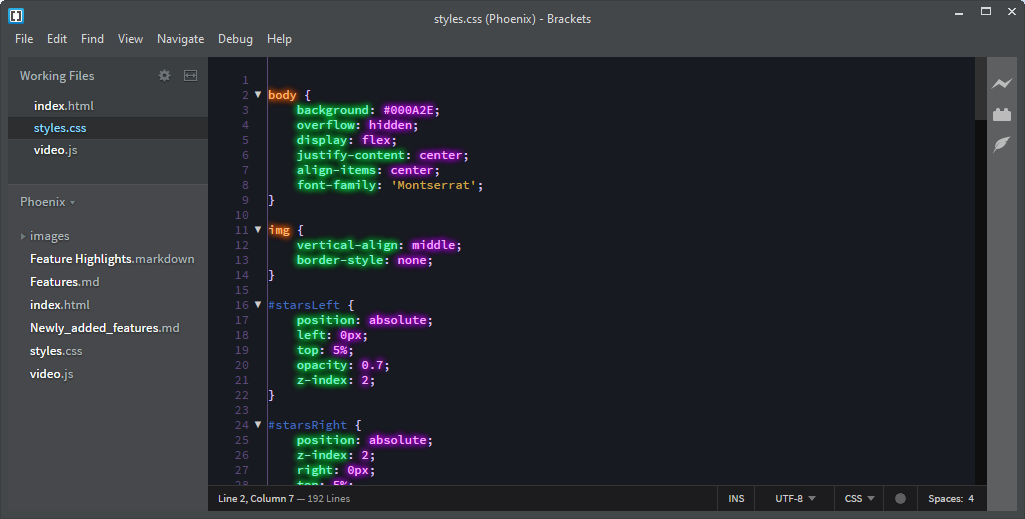 styles.css (Phoenix) - Brackets
File Edit Find View Navigate Debug Help
Working Files
index.html
styles.css
video.js
Phoenix
images
Feature Highlights.markdown
Features.md
index.html
Newly_added_features.md
styles.css
video.js
1
2 body {
3 background: #000A2E;
4 overflow: hidden;
5 display: flex;
6 justify-content: center;
7 align-items: center;
8 font-family: 'Montserrat';
9 }
10
11 img {
12 vertical-align: middle;
13 border-style: none;
14 }
15
16 #starsLeft {
17 position: absolute;
18 left: 0px;
19 top: 5%;
20 opacity: 0.7;
21 z-index: 2;
22 }
23
24 #starsRight {
25 position: absolute;
26 z-index: 2;
27 right: 0px;
28 top: 5%;
Line 2, Column 7 — 192 Lines INS UTF-8 CSS Spaces: 4